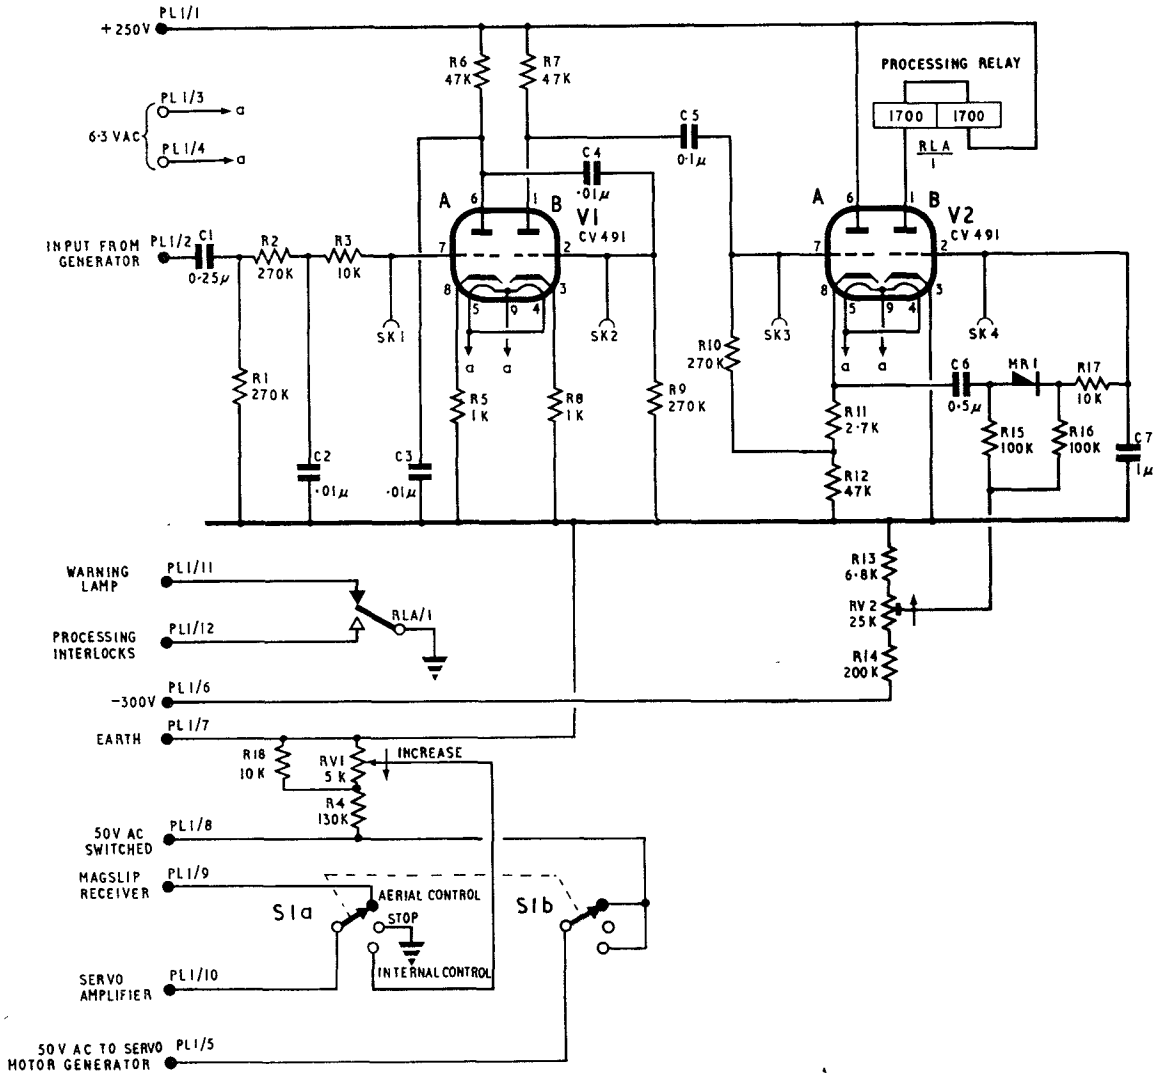 PL1/1
+250V
PL1/3
a
6·3 VAC
PL1/4
a
R6
47K
R7
47K
C5
0·1μ
C4
·01μ
PROCESSING RELAY
1700
1700
RLA
1
A
6
1
B
V1
CV491
A
6
1
B
V2
CV491
INPUT FROM
GENERATOR
PL1/2
C1
0·25μ
R2
270K
R3
10K
7
2
8
3
5
9
4
a
a
SK1
SK2
7
2
8
3
5
9
4
a
a
SK3
SK4
R1
270K
R5
1K
R8
1K
R9
270K
R10
270K
C6
0·5μ
MR1
R17
10K
R11
2·7K
R15
100K
R16
100K
C7
1μ
C2
·01μ
C3
·01μ
R12
47K
WARNING
LAMP
PL1/11
RLA/1
PROCESSING
INTERLOCKS
PL1/12
R13
6·8K
RV2
25K
R14
200K
-300V
PL1/6
EARTH
PL1/7
R18
10K
RV1
5K
INCREASE
R4
130K
50V AC
SWITCHED
PL1/8
MAGSLIP
RECEIVER
PL1/9
S1a
AERIAL CONTROL
STOP
INTERNAL CONTROL
S1b
SERVO
AMPLIFIER
PL1/10
50V AC TO SERVO
MOTOR GENERATOR
PL1/5